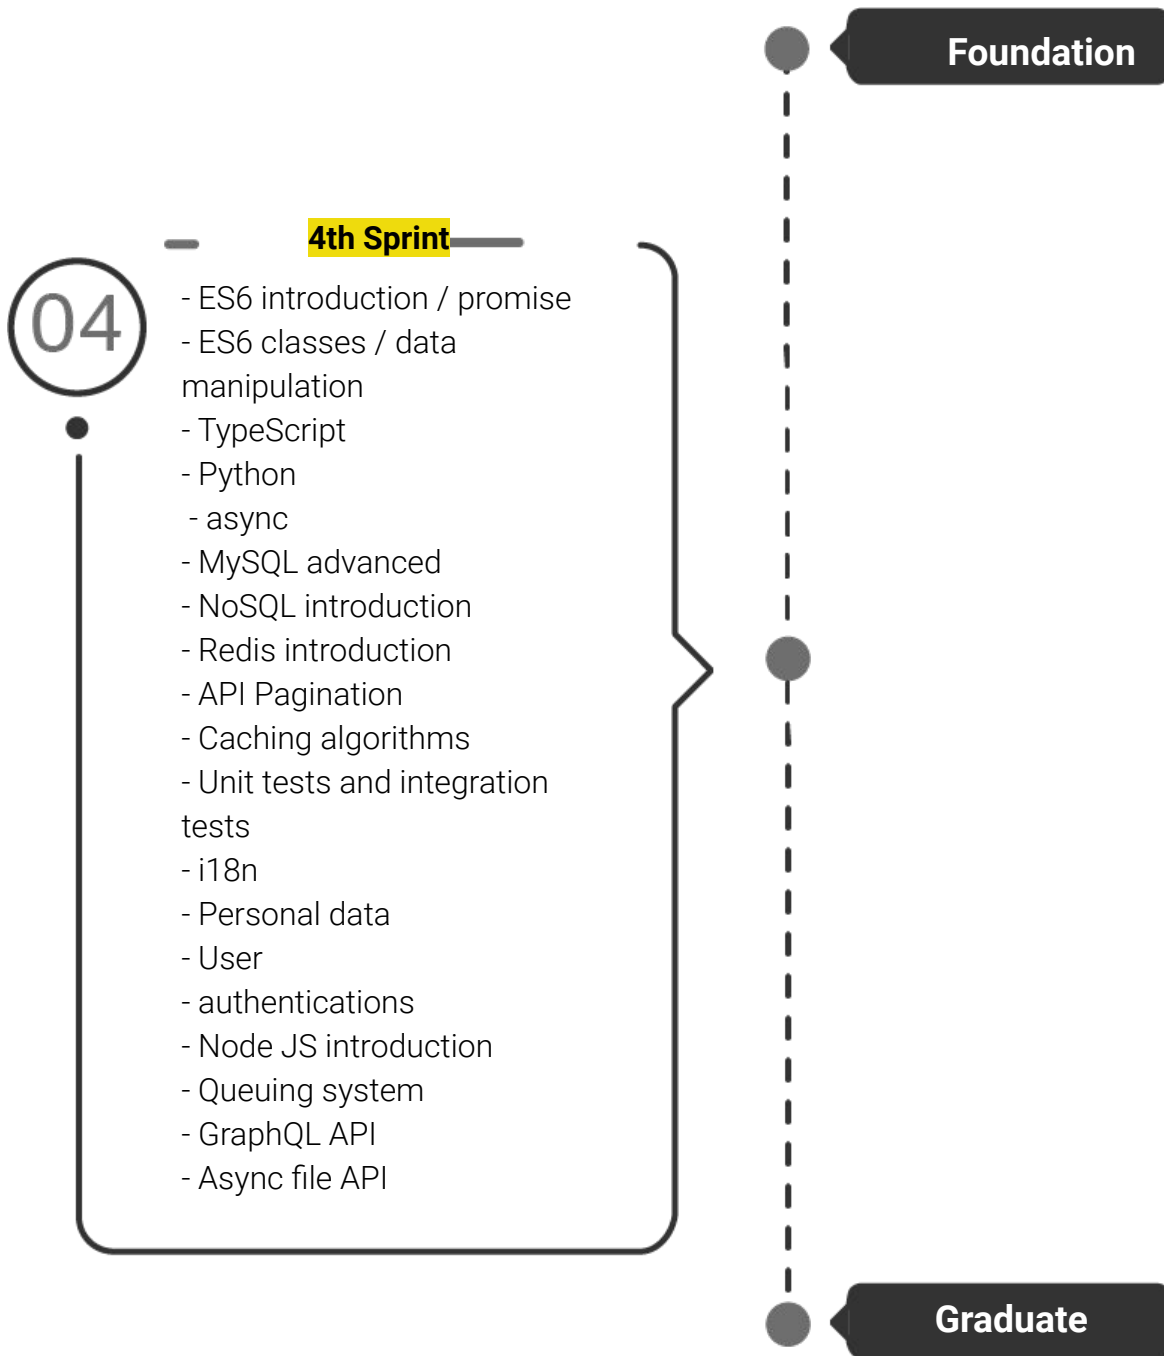 Foundation
4th Sprint
04
- ES6 introduction / promise
- ES6 classes / data
manipulation
- TypeScript
- Python
- async
- MySQL advanced
- NoSQL introduction
- Redis introduction
- API Pagination
- Caching algorithms
- Unit tests and integration
tests
- i18n
- Personal data
- User
- authentications
- Node JS introduction
- Queuing system
- GraphQL API
- Async file API
Graduate